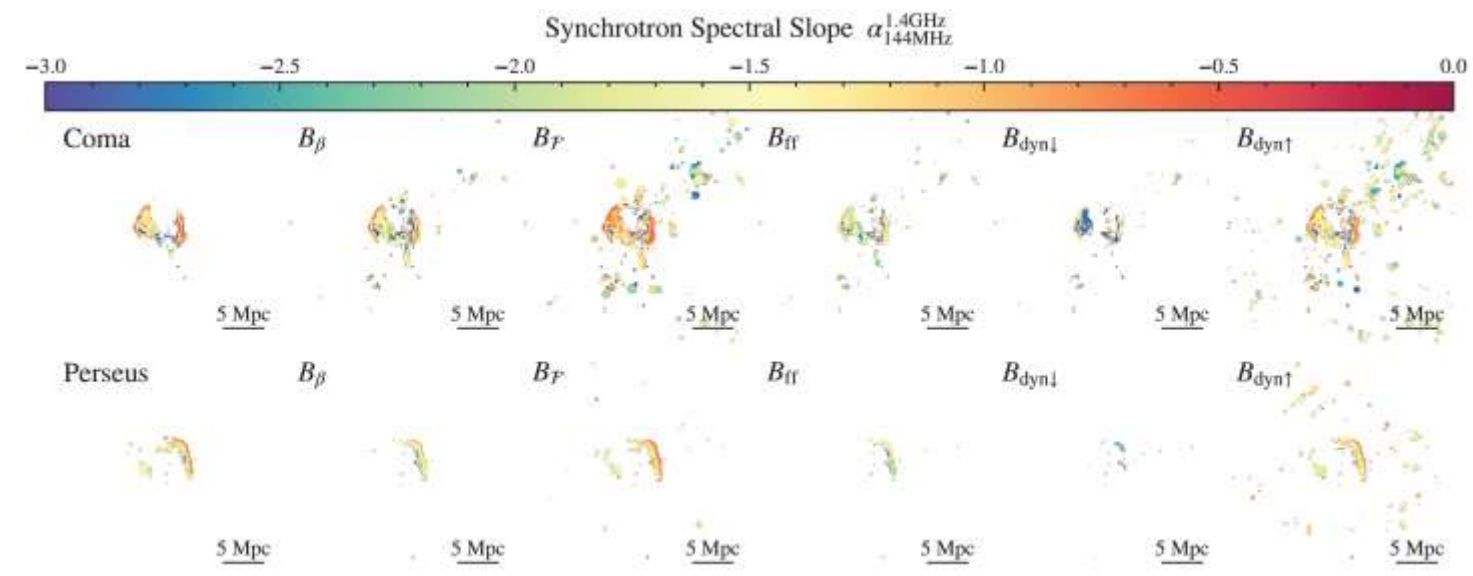 Synchrotron Spectral Slope α^{1.4GHz}_{144MHz}
−3.0 −2.5 −2.0 −1.5 −1.0 −0.5 0.0
Coma B_β B_𝓕 B_ff B_dyn↓ B_dyn↑
5 Mpc 5 Mpc 5 Mpc 5 Mpc 5 Mpc 5 Mpc
Perseus B_β B_𝓕 B_ff B_dyn↓ B_dyn↑
5 Mpc 5 Mpc 5 Mpc 5 Mpc 5 Mpc 5 Mpc